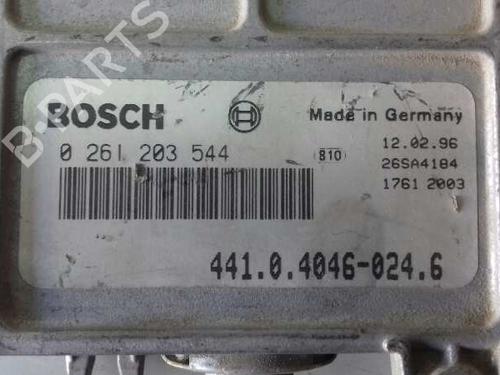 B-PARTS
BOSCH
Made in Germany
0 261 203 544
B10
12.02.96
26SA4184
1761 2003
441.0.4046-024.6